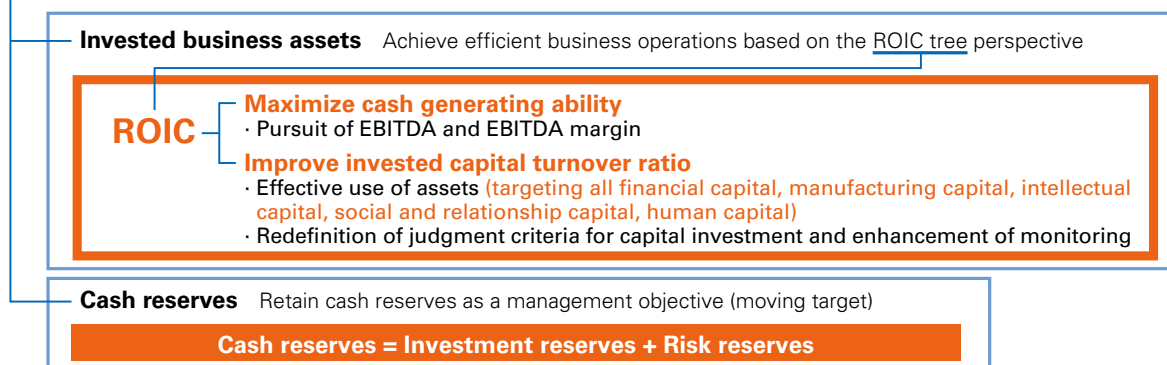 Invested business assets Achieve efficient business operations based on the ROIC tree perspective
ROIC
Maximize cash generating ability
· Pursuit of EBITDA and EBITDA margin
Improve invested capital turnover ratio
· Effective use of assets (targeting all financial capital, manufacturing capital, intellectual
capital, social and relationship capital, human capital)
· Redefinition of judgment criteria for capital investment and enhancement of monitoring
Cash reserves Retain cash reserves as a management objective (moving target)
Cash reserves = Investment reserves + Risk reserves